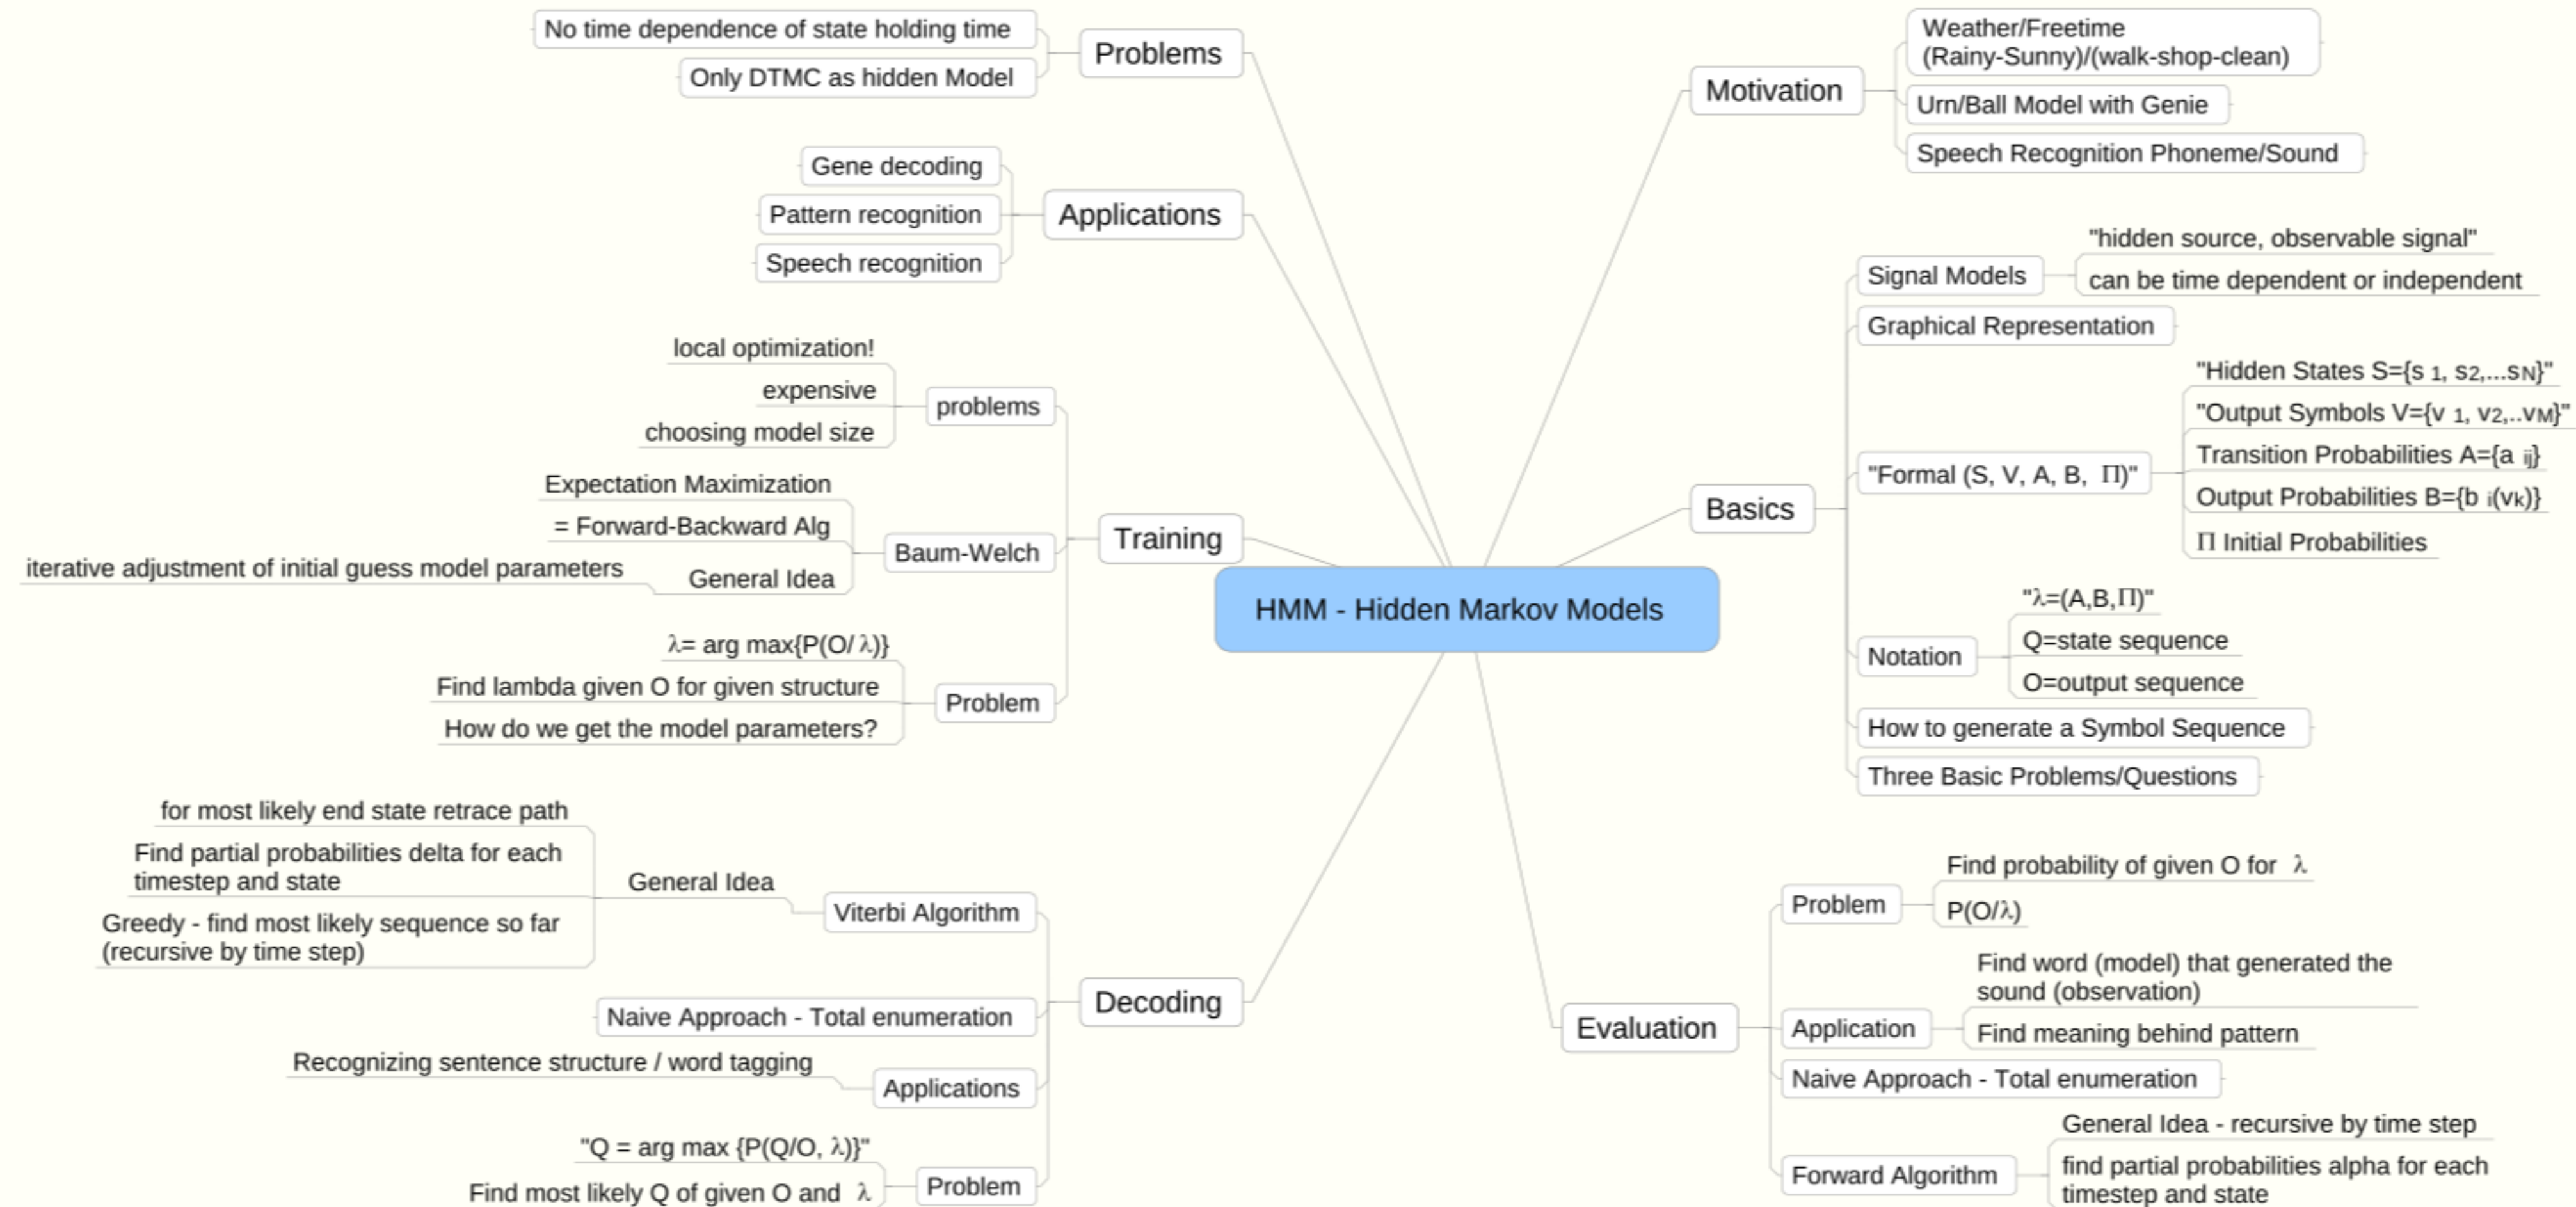 HMM - Hidden Markov Models
Motivation
Weather/Freetime
(Rainy-Sunny)/(walk-shop-clean)
Urn/Ball Model with Genie
Speech Recognition Phoneme/Sound
Basics
Signal Models
"hidden source, observable signal"
can be time dependent or independent
Graphical Representation
"Formal (S, V, A, B, Π)"
"Hidden States S={s 1, s2,...sN}"
"Output Symbols V={v 1, v2,..vM}"
Transition Probabilities A={a ij}
Output Probabilities B={b i(vk)}
Π Initial Probabilities
Notation
"λ=(A,B,Π)"
Q=state sequence
O=output sequence
How to generate a Symbol Sequence
Three Basic Problems/Questions
Evaluation
Problem
Find probability of given O for λ
P(O/λ)
Application
Find word (model) that generated the
sound (observation)
Find meaning behind pattern
Naive Approach - Total enumeration
Forward Algorithm
General Idea - recursive by time step
find partial probabilities alpha for each
timestep and state
Problems
No time dependence of state holding time
Only DTMC as hidden Model
Applications
Gene decoding
Pattern recognition
Speech recognition
Training
problems
local optimization!
expensive
choosing model size
Baum-Welch
Expectation Maximization
= Forward-Backward Alg
General Idea
iterative adjustment of initial guess model parameters
Problem
λ= arg max{P(O/ λ)}
Find lambda given O for given structure
How do we get the model parameters?
Decoding
Viterbi Algorithm
General Idea
for most likely end state retrace path
Find partial probabilities delta for each
timestep and state
Greedy - find most likely sequence so far
(recursive by time step)
Naive Approach - Total enumeration
Applications
Recognizing sentence structure / word tagging
Problem
"Q = arg max {P(Q/O, λ)}"
Find most likely Q of given O and λ